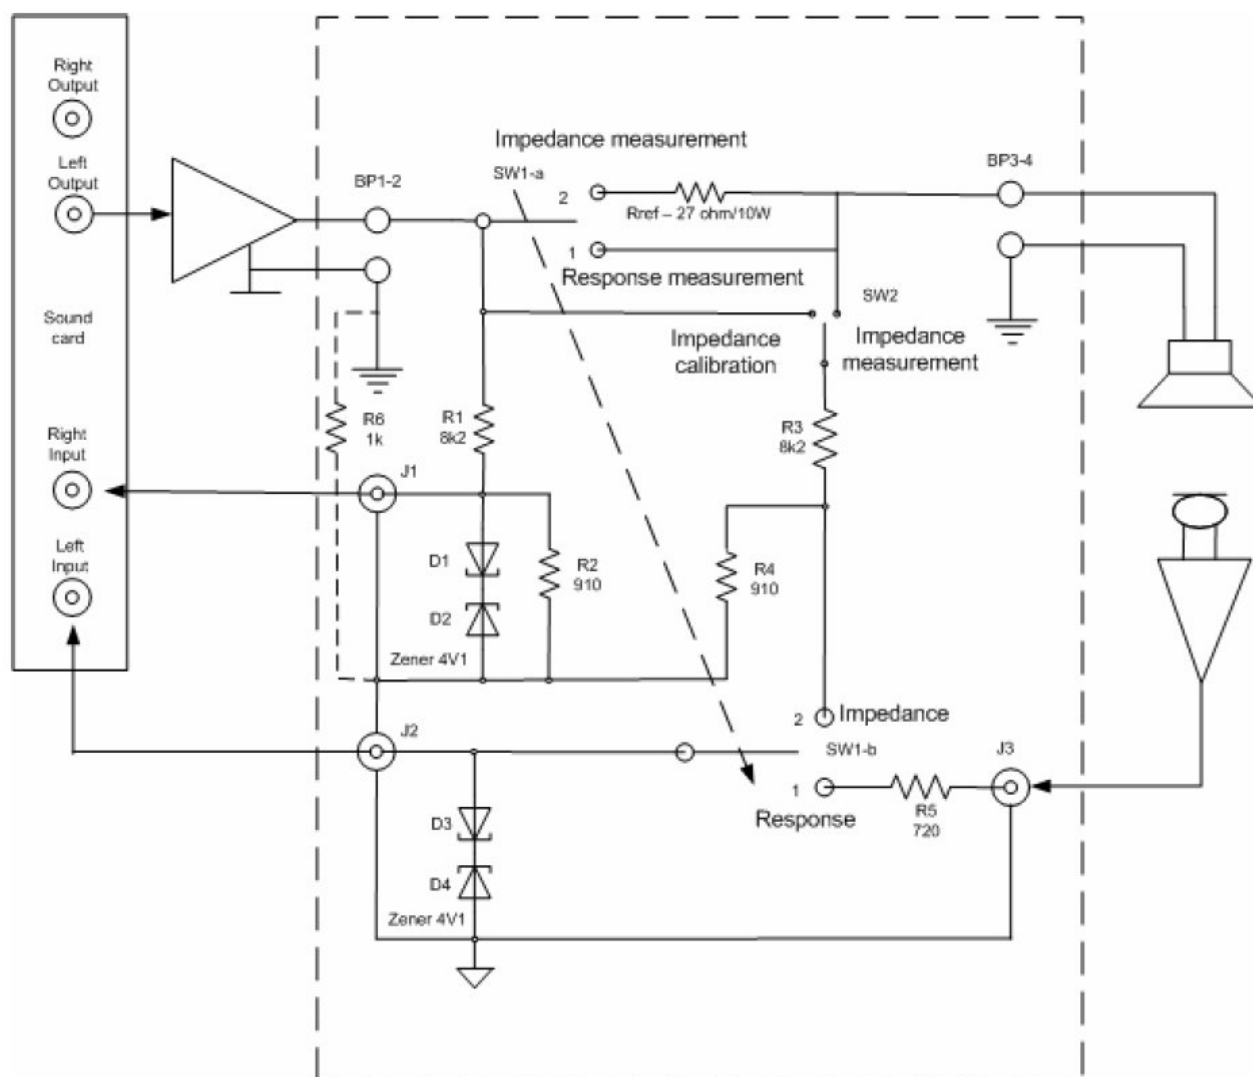 Right
Output
Left
Output
Sound
card
Right
Input
Left
Input
BP1-2
Impedance measurement
SW1-a
2
Rref – 27 ohm/10W
1
Response measurement
BP3-4
SW2
Impedance
calibration
Impedance
measurement
R6
1k
R1
8k2
R3
8k2
J1
D1
D2
R2
910
R4
910
Zener 4V1
J2
2
Impedance
SW1-b
J3
1
Response
R5
720
D3
D4
Zener 4V1